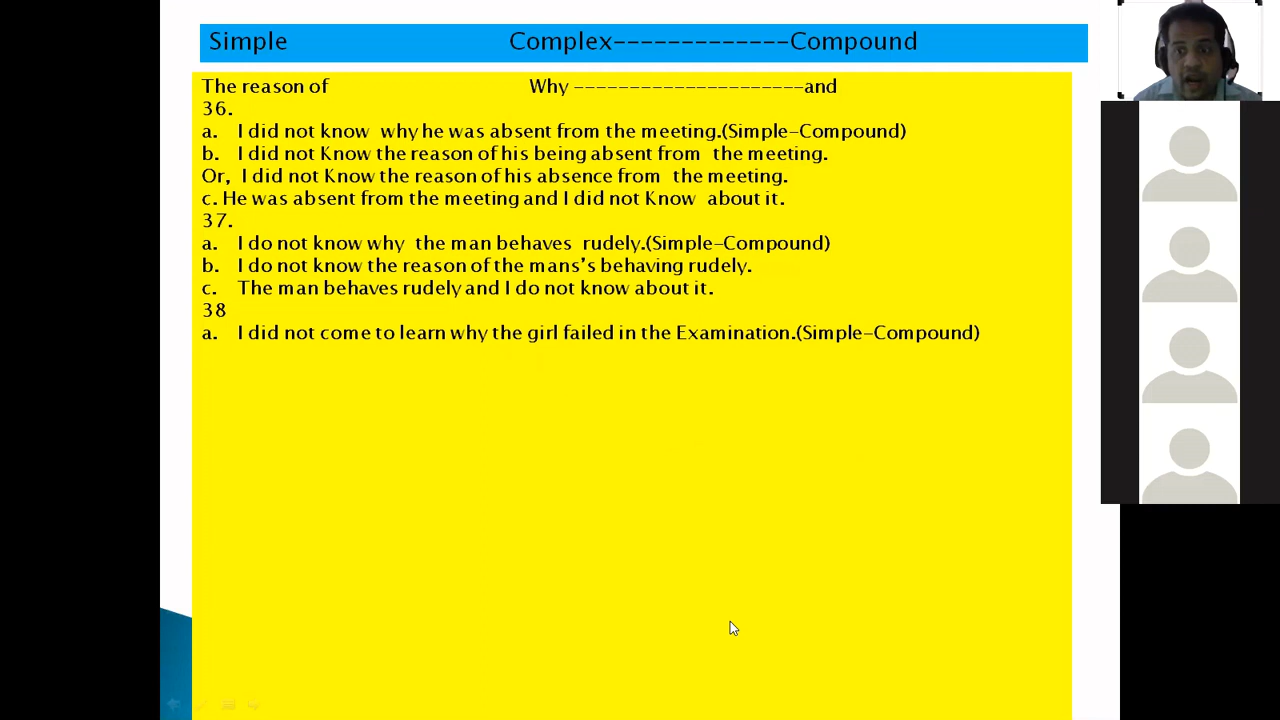 Simple Complex-------------Compound
The reason of Why -----------------------and
36.
a. I did not know why he was absent from the meeting.(Simple-Compound)
b. I did not Know the reason of his being absent from the meeting.
Or, I did not Know the reason of his absence from the meeting.
c. He was absent from the meeting and I did not Know about it.
37.
a. I do not know why the man behaves rudely.(Simple-Compound)
b. I do not know the reason of the mans's behaving rudely.
c. The man behaves rudely and I do not know about it.
38
a. I did not come to learn why the girl failed in the Examination.(Simple-Compound)